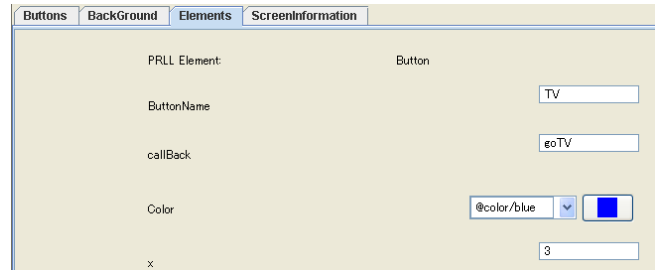 Buttons BackGround Elements ScreenInformation
PRLL Element: Button
ButtonName TV
callBack goTV
Color @color/blue
x 3